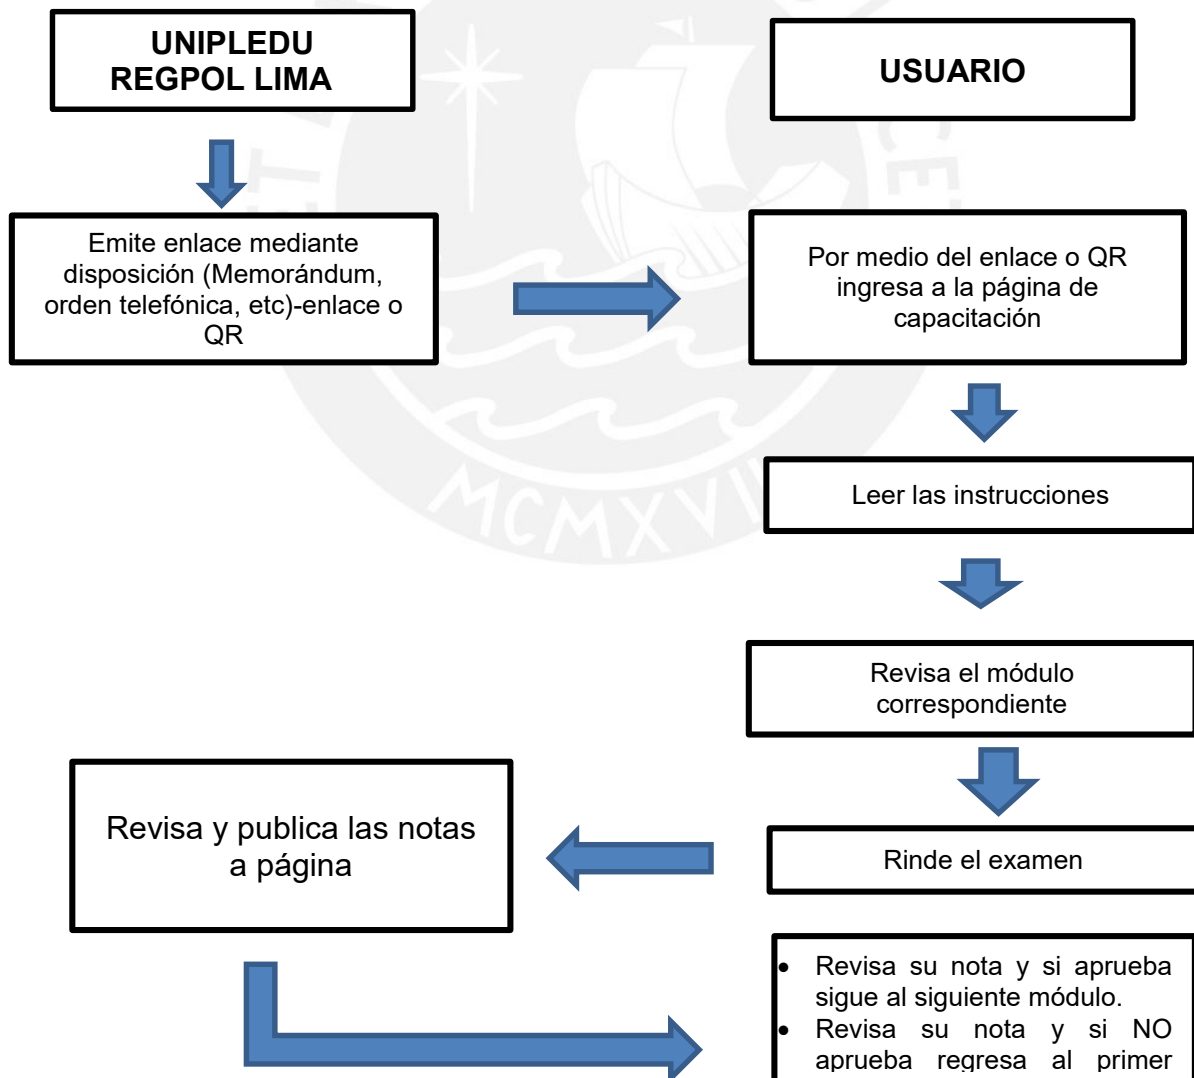 UNIPLEDU
REGPOL LIMA
USUARIO
Emite enlace mediante
disposición (Memorándum,
orden telefónica, etc)-enlace o
QR
Por medio del enlace o QR
ingresa a la página de
capacitación
Leer las instrucciones
Revisa el módulo
correspondiente
Revisa y publica las notas
a página
Rinde el examen
• Revisa su nota y si aprueba
sigue al siguiente módulo.
• Revisa su nota y si NO
aprueba regresa al primer